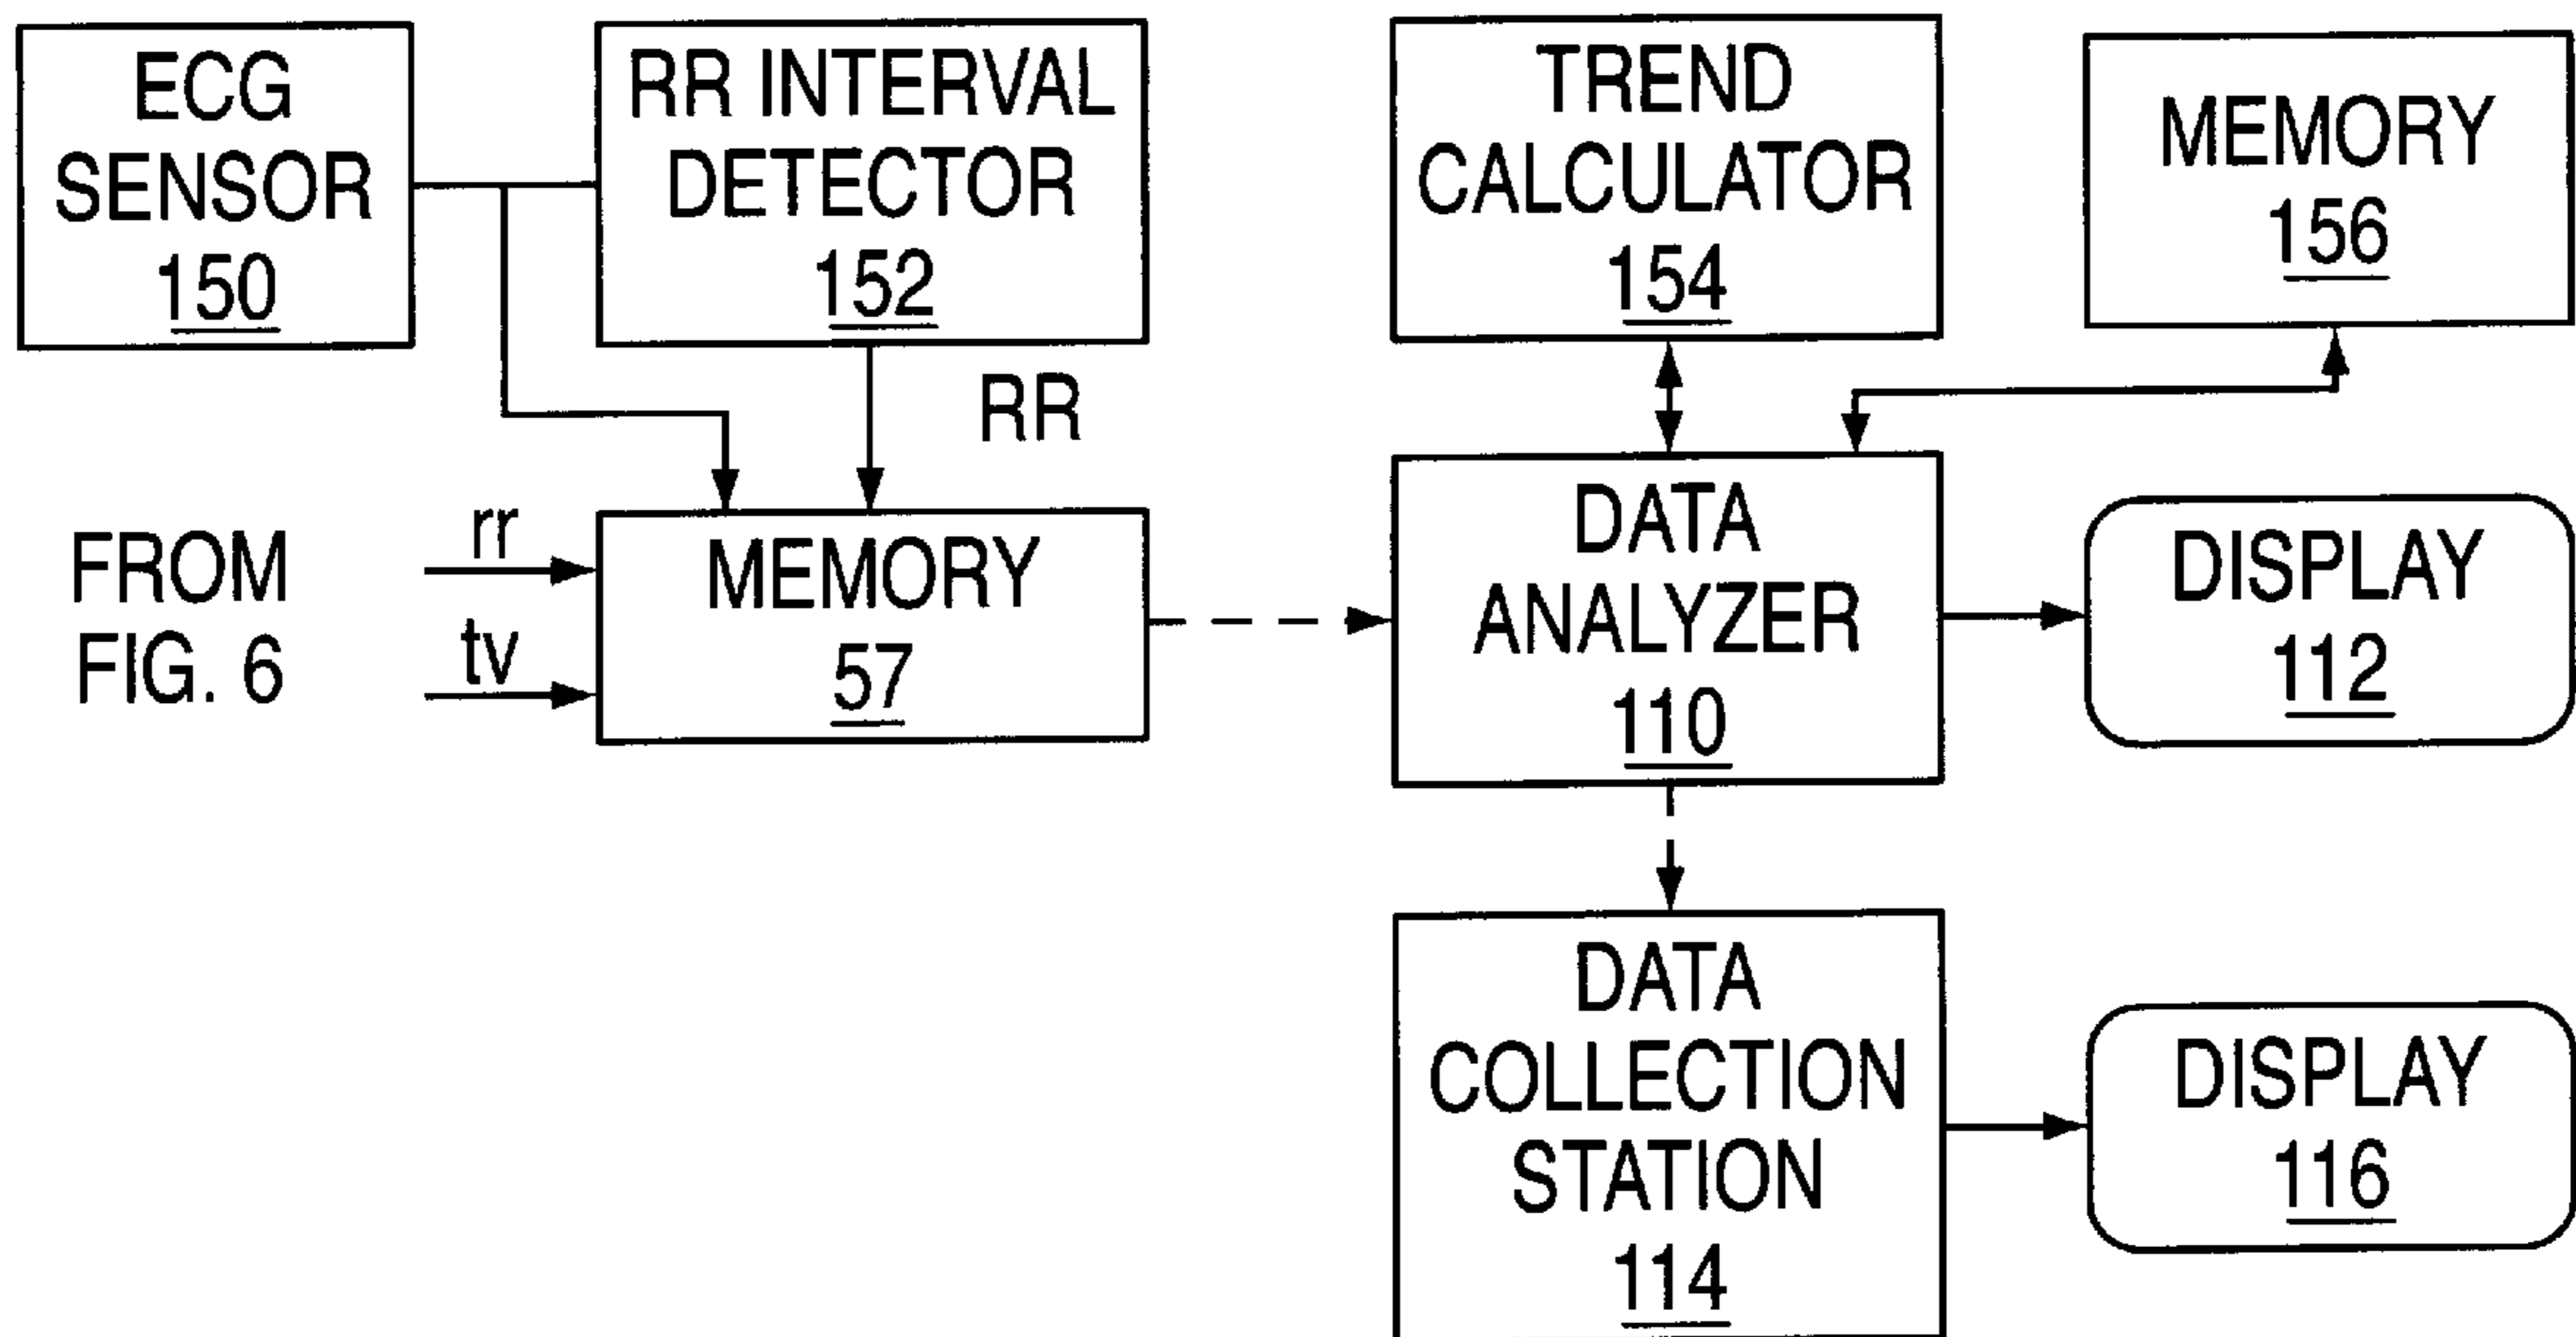 ECG
SENSOR
150
RR INTERVAL
DETECTOR
152
TREND
CALCULATOR
154
MEMORY
156
RR
FROM
FIG. 6
rr
tv
MEMORY
57
DATA
ANALYZER
110
DISPLAY
112
DATA
COLLECTION
STATION
114
DISPLAY
116